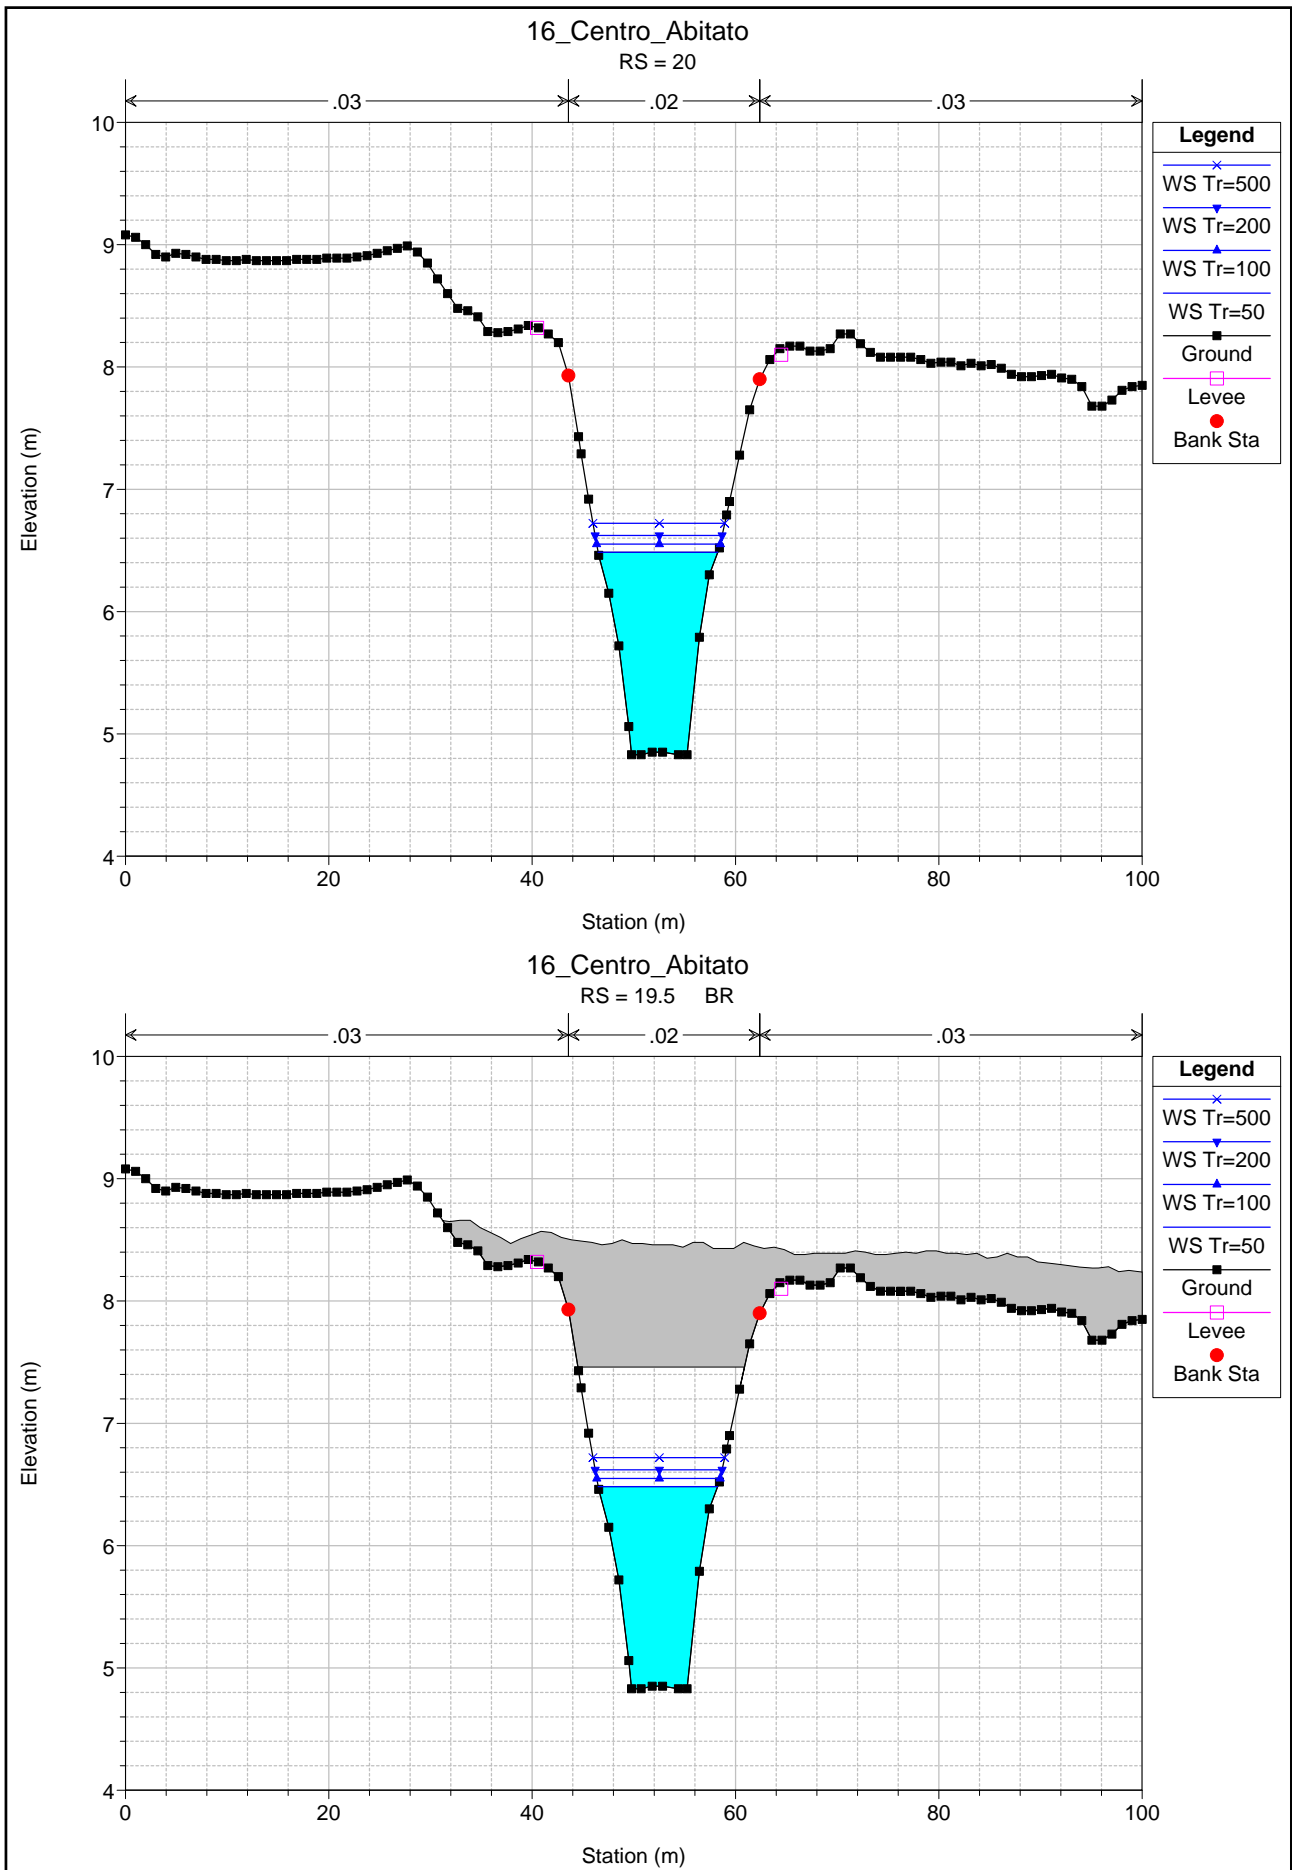 16_Centro_Abitato
RS = 20
.03 .02 .03
10
9
8
7
6
5
4
Elevation (m)
0 20 40 60 80 100
Station (m)
Legend
WS Tr=500
WS Tr=200
WS Tr=100
WS Tr=50
Ground
Levee
Bank Sta
16_Centro_Abitato
RS = 19.5 BR
.03 .02 .03
10
9
8
7
6
5
4
Elevation (m)
0 20 40 60 80 100
Station (m)
Legend
WS Tr=500
WS Tr=200
WS Tr=100
WS Tr=50
Ground
Levee
Bank Sta